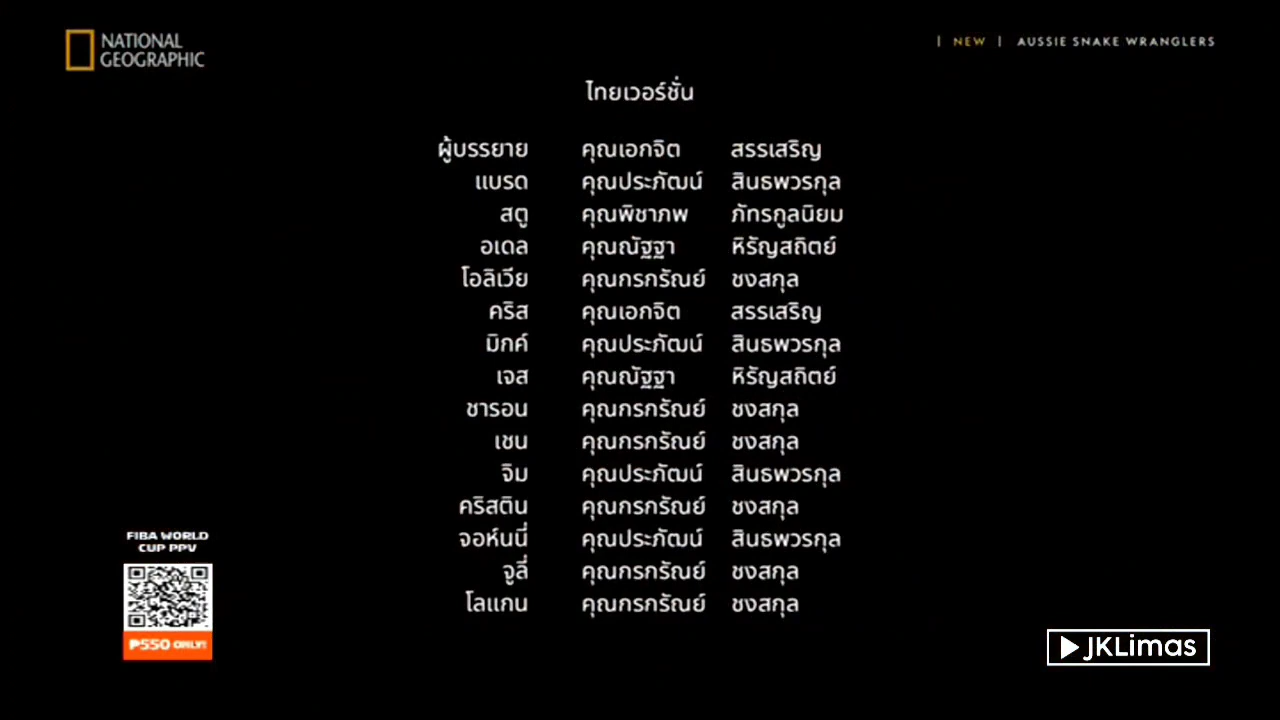 NATIONAL
GEOGRAPHIC
| NEW | AUSSIE SNAKE WRANGLERS
ไทยเวอร์ชั่น
ผู้บรรยาย คุณเอกจิต สรรเสริญ
แบรด คุณประภัฒน์ สินธพวรกุล
สตู คุณพิชาภพ ภัทรกูลนิยม
อเดล คุณณัฐฐา หิรัญสถิตย์
โอลิเวีย คุณกรกรัณย์ ชงสกุล
คริส คุณเอกจิต สรรเสริญ
มิกค์ คุณประภัฒน์ สินธพวรกุล
เจส คุณณัฐฐา หิรัญสถิตย์
ชารอน คุณกรกรัณย์ ชงสกุล
เชน คุณกรกรัณย์ ชงสกุล
จิม คุณประภัฒน์ สินธพวรกุล
คริสติน คุณกรกรัณย์ ชงสกุล
จอห์นนี่ คุณประภัฒน์ สินธพวรกุล
จูลี่ คุณกรกรัณย์ ชงสกุล
โลแกน คุณกรกรัณย์ ชงสกุล
FIBA WORLD
CUP PPV
₱550 ONLY!
JKLimas